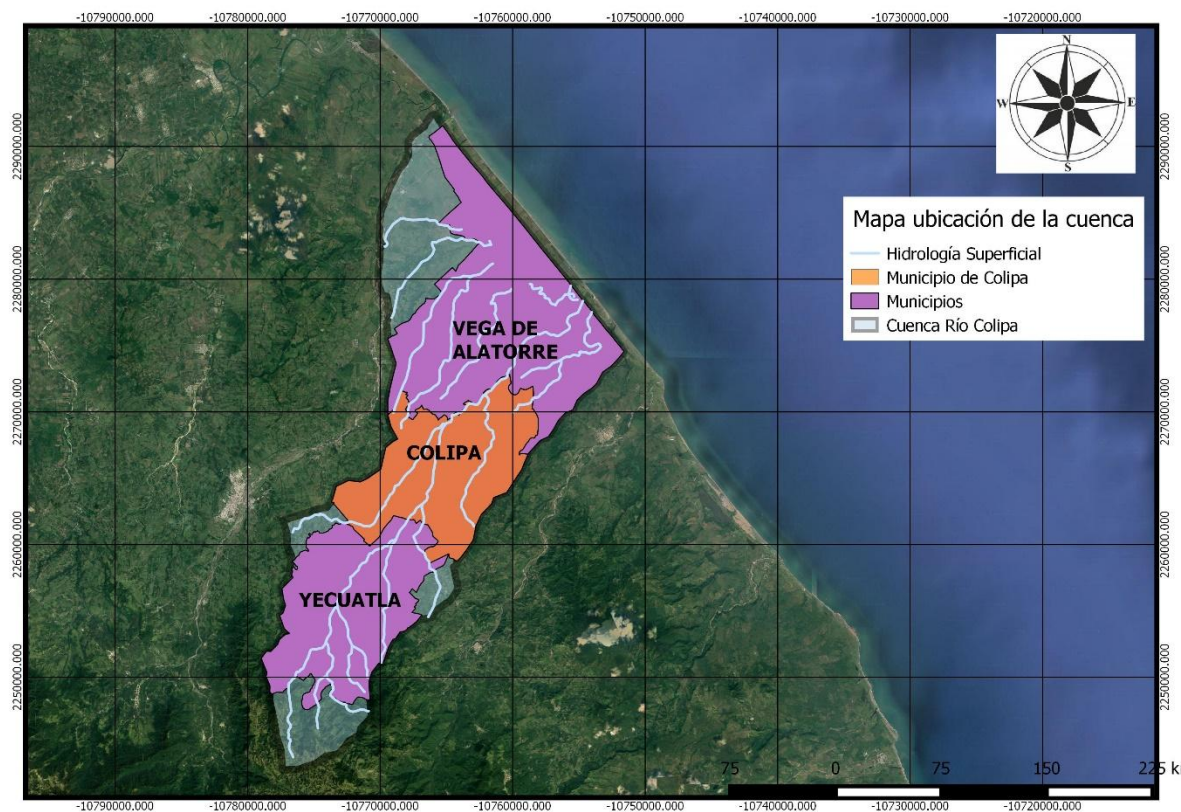 -10790000.000 -10780000.000 -10770000.000 -10760000.000 -10750000.000 -10740000.000 -10730000.000 -10720000.000
N
W E
S
2290000.000 2290000.000
Mapa ubicación de la cuenca
Hidrología Superficial
Municipio de Colipa
Municipios
Cuenca Río Colipa
2280000.000 2280000.000
VEGA DE
ALATORRE
2270000.000 2270000.000
COLIPA
2260000.000 2260000.000
YECUATLA
2250000.000 2250000.000
75 0 75 150 225 k
-10790000.000 -10780000.000 -10770000.000 -10760000.000 -10750000.000 -10740000.000 -10730000.000 -10720000.000